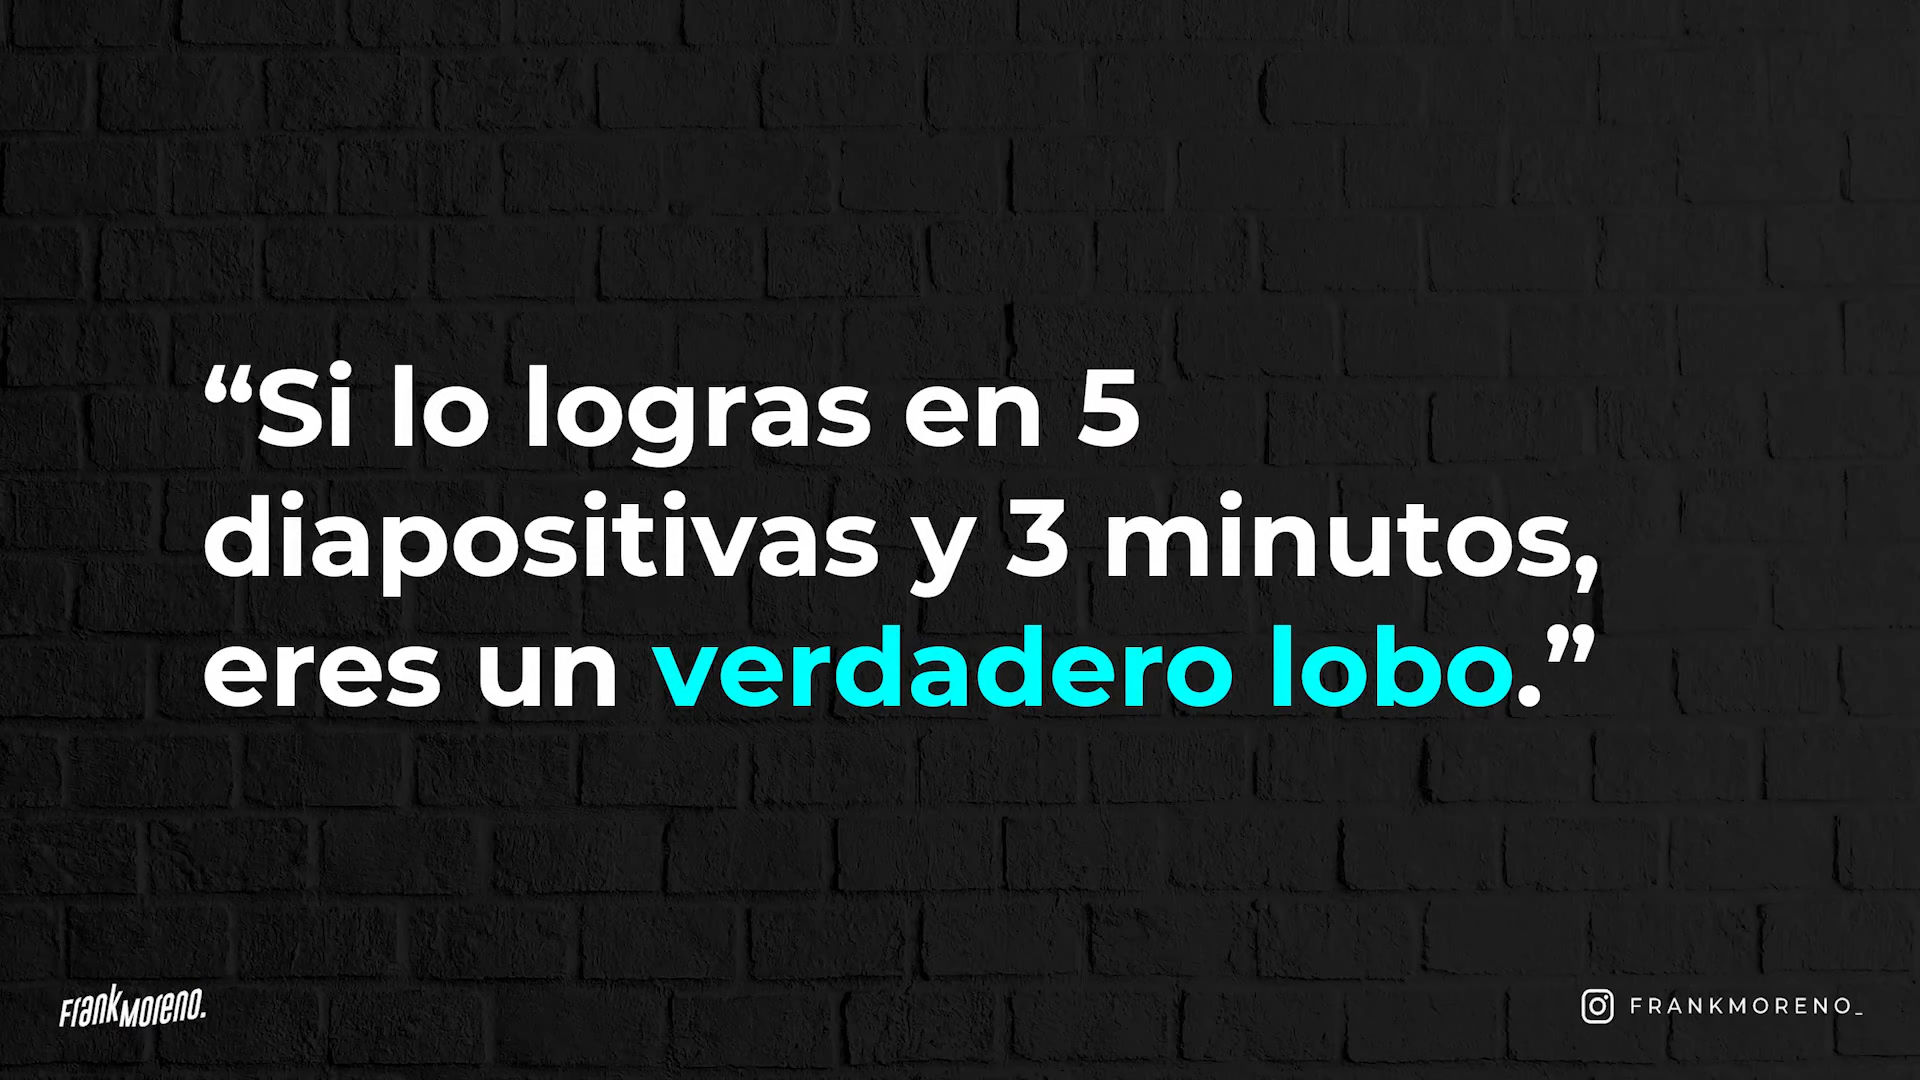 “Si lo logras en 5
diapositivas y 3 minutos,
eres un verdadero lobo.”
FrankMoreno.
FRANKMORENO_